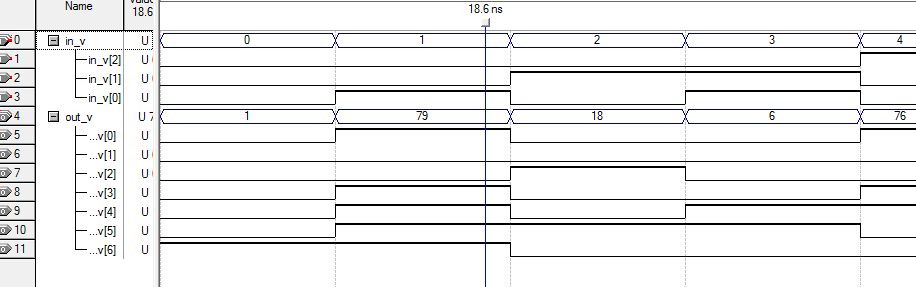 18.6 ns
Name
Value
18.6
0 in_v U 0 1 2 3 4
1 in_v[2] U
2 in_v[1] U
3 in_v[0] U
4 out_v U 7 1 79 18 6 76
5 ...v[0] U
6 ...v[1] U
7 ...v[2] U
8 ...v[3] U
9 ...v[4] U
10 ...v[5] U
11 ...v[6] U